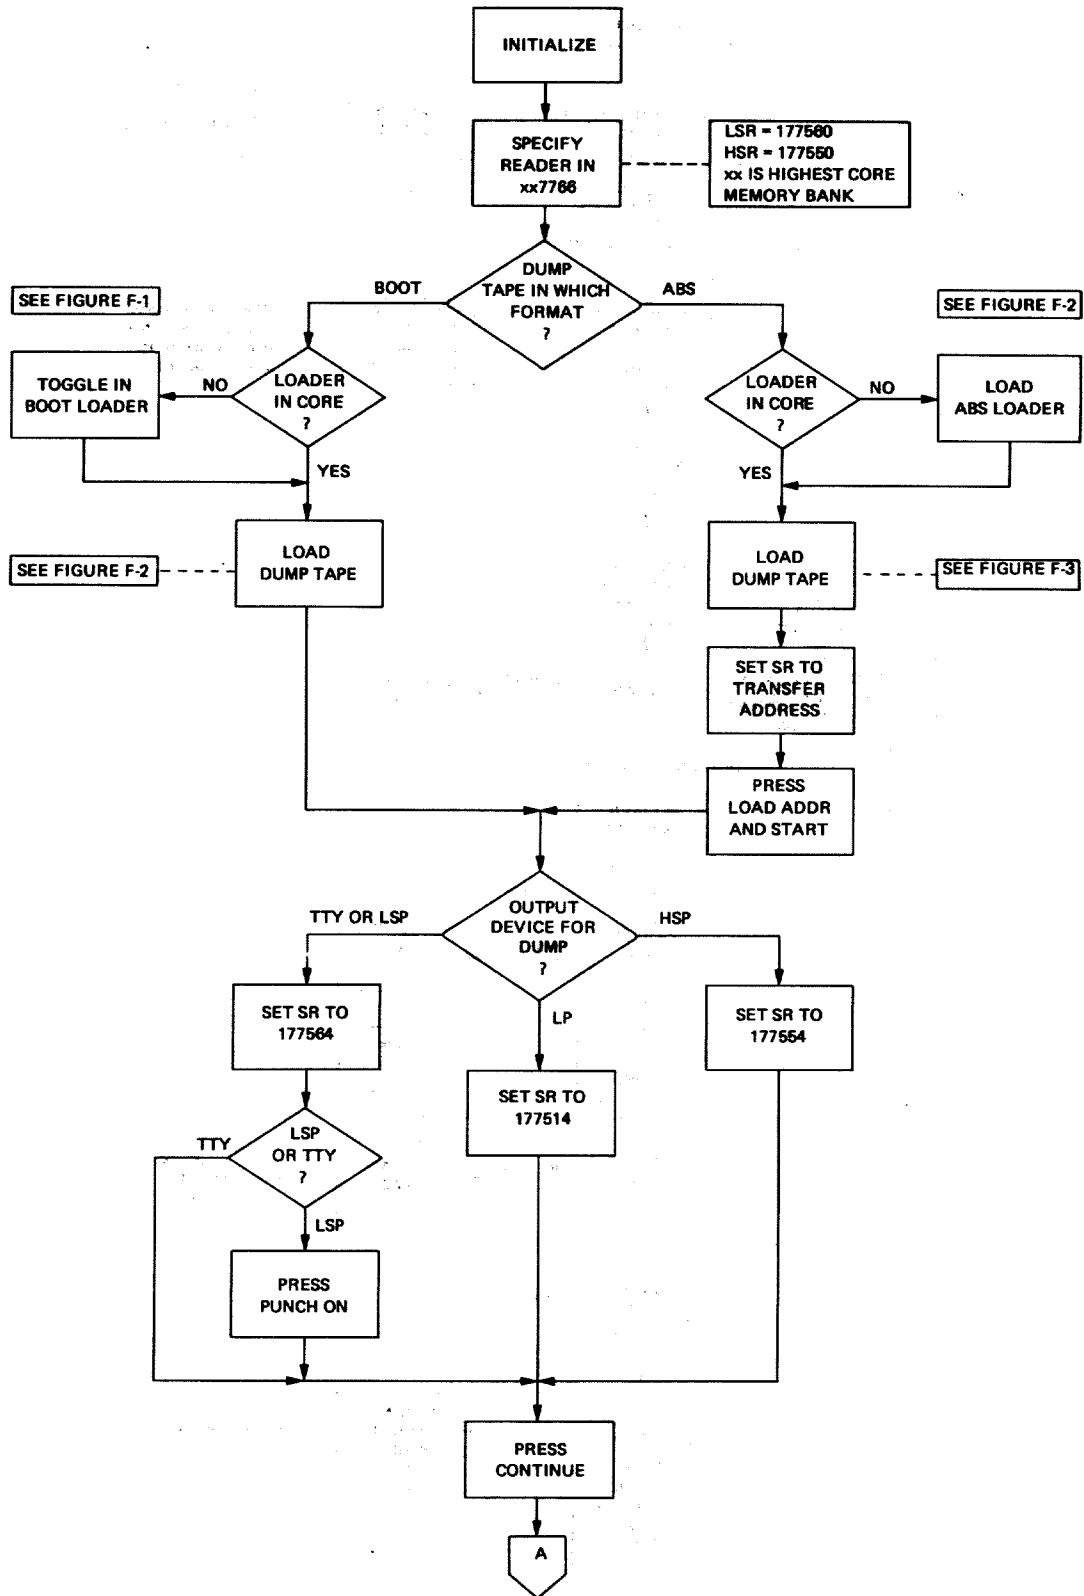 INITIALIZE
SPECIFY
READER IN
xx7766
LSR = 177560
HSR = 177550
xx IS HIGHEST CORE
MEMORY BANK
DUMP
TAPE IN WHICH
FORMAT
?
BOOT
ABS
SEE FIGURE F-1
SEE FIGURE F-2
TOGGLE IN
BOOT LOADER
NO
LOADER
IN CORE
?
YES
LOADER
IN CORE
?
NO
YES
LOAD
ABS LOADER
SEE FIGURE F-2
LOAD
DUMP TAPE
LOAD
DUMP TAPE
SEE FIGURE F-3
SET SR TO
TRANSFER
ADDRESS
PRESS
LOAD ADDR
AND START
OUTPUT
DEVICE FOR
DUMP
?
TTY OR LSP
HSP
LP
SET SR TO
177564
SET SR TO
177514
SET SR TO
177554
TTY
LSP
OR TTY
?
LSP
PRESS
PUNCH ON
PRESS
CONTINUE
A